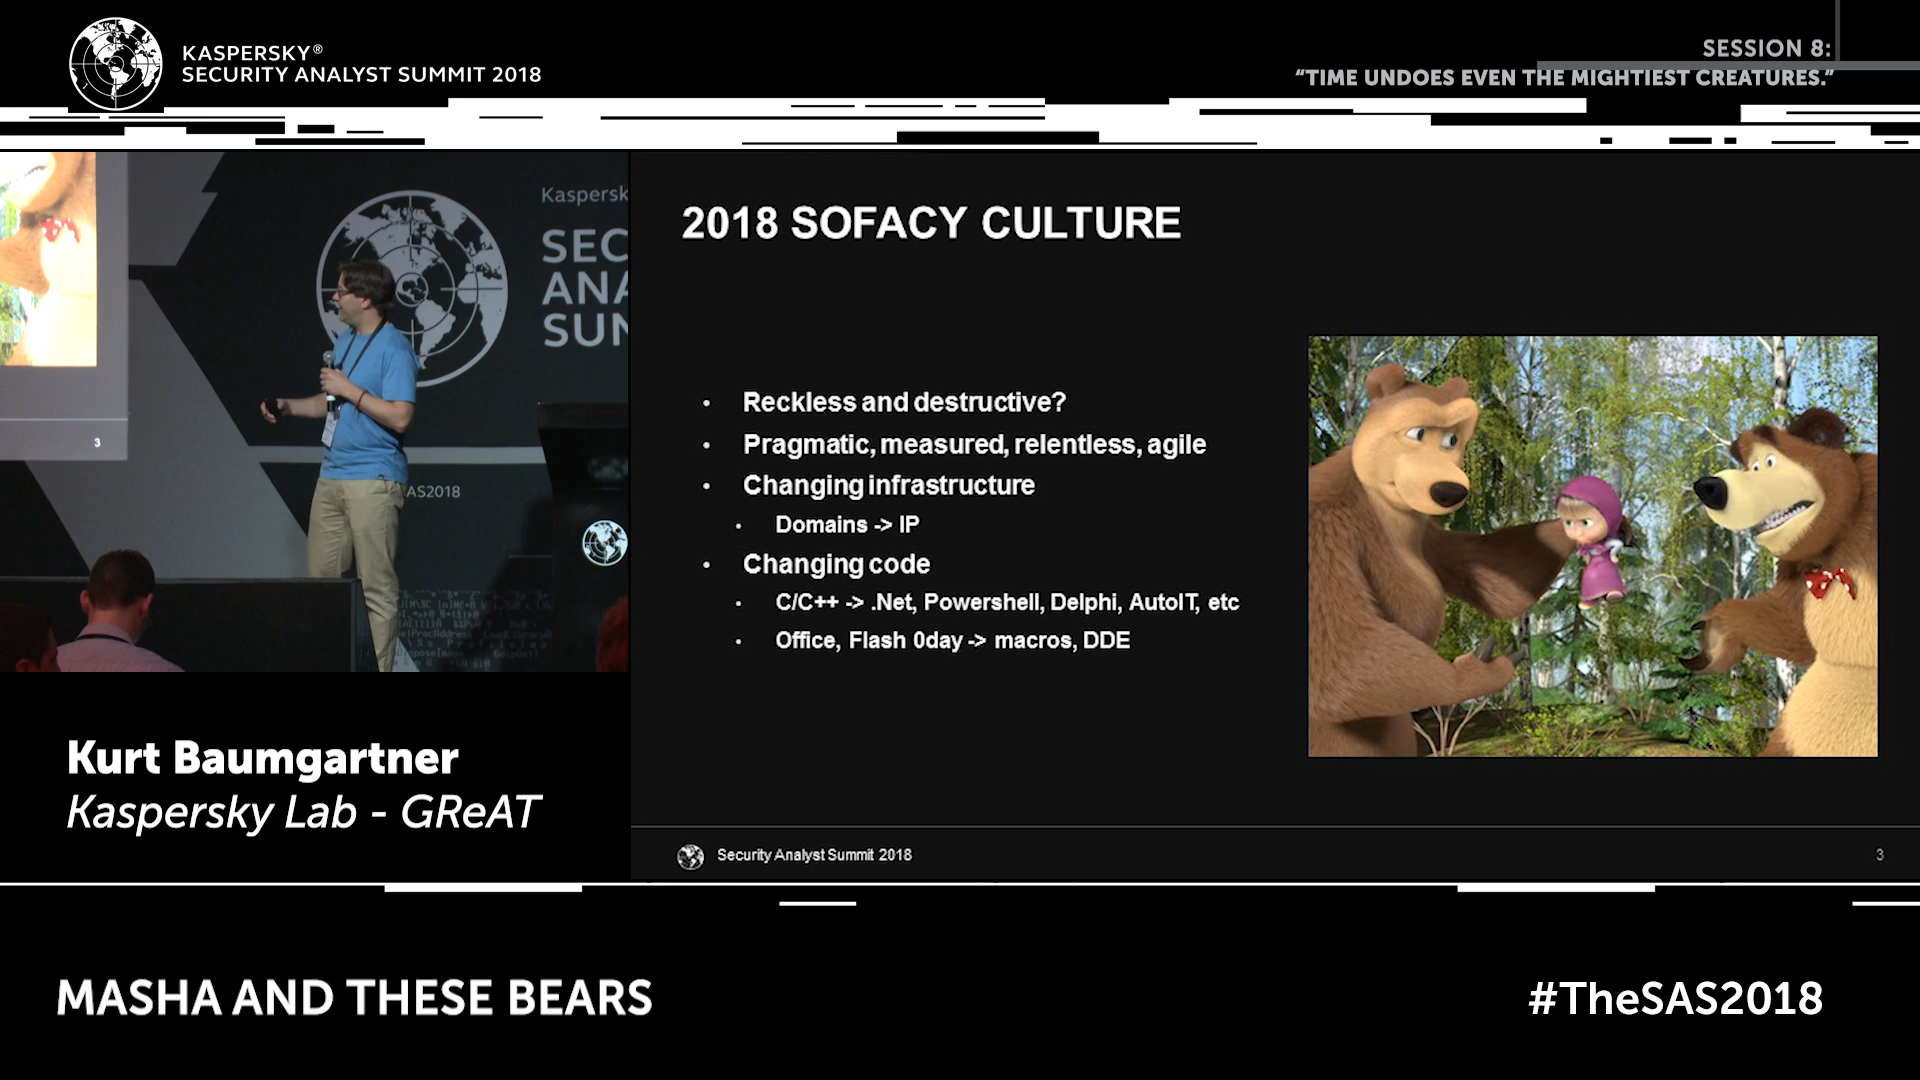 KASPERSKY®
SECURITY ANALYST SUMMIT 2018
SESSION 8:
“TIME UNDOES EVEN THE MIGHTIEST CREATURES.”
Kaspersk
SEC
ANA
SUM
3
AS2018
2018 SOFACY CULTURE
• Reckless and destructive?
• Pragmatic, measured, relentless, agile
• Changing infrastructure
• Domains -> IP
• Changing code
• C/C++ -> .Net, Powershell, Delphi, AutoIT, etc
• Office, Flash 0day -> macros, DDE
Security Analyst Summit 2018
3
Kurt Baumgartner
Kaspersky Lab - GReAT
MASHA AND THESE BEARS
#TheSAS2018